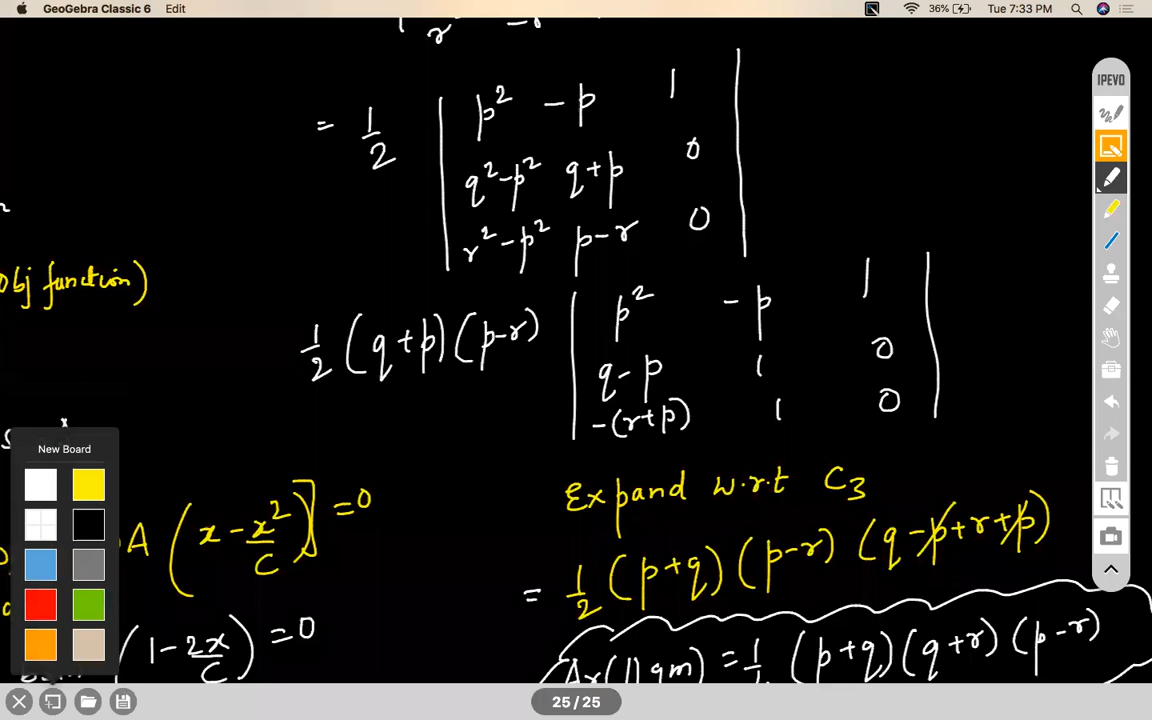 GeoGebra Classic 6 Edit 36% Tue 7:33 PM
IPEVO
= 1/2 | p² -p 1 |
| q²-p² q+p 0 |
| r²-p² p-r 0 |
Obj function)
1/2 (q+p)(p-r) | p² -p 1 |
| q-p 1 0 |
| -(r+p) 1 0 |
New Board
Expand w.r.t C₃
A (x - x²/C)] = 0
= 1/2 (p+q)(p-r)(q-p+r+p)
(1 - 2x/C) = 0
Ar(||gm) = (p+q)(q+r)(p-r)
25 / 25